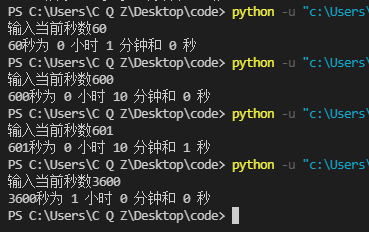 PS C:\Users\C Q Z\Desktop\code> python -u "c:\Users\
输入当前秒数60
60秒为 0 小时 1 分钟和 0 秒
PS C:\Users\C Q Z\Desktop\code> python -u "c:\Users\
输入当前秒数600
600秒为 0 小时 10 分钟和 0 秒
PS C:\Users\C Q Z\Desktop\code> python -u "c:\Users\
输入当前秒数601
601秒为 0 小时 10 分钟和 1 秒
PS C:\Users\C Q Z\Desktop\code> python -u "c:\Users\
输入当前秒数3600
3600秒为 1 小时 0 分钟和 0 秒
PS C:\Users\C Q Z\Desktop\code>